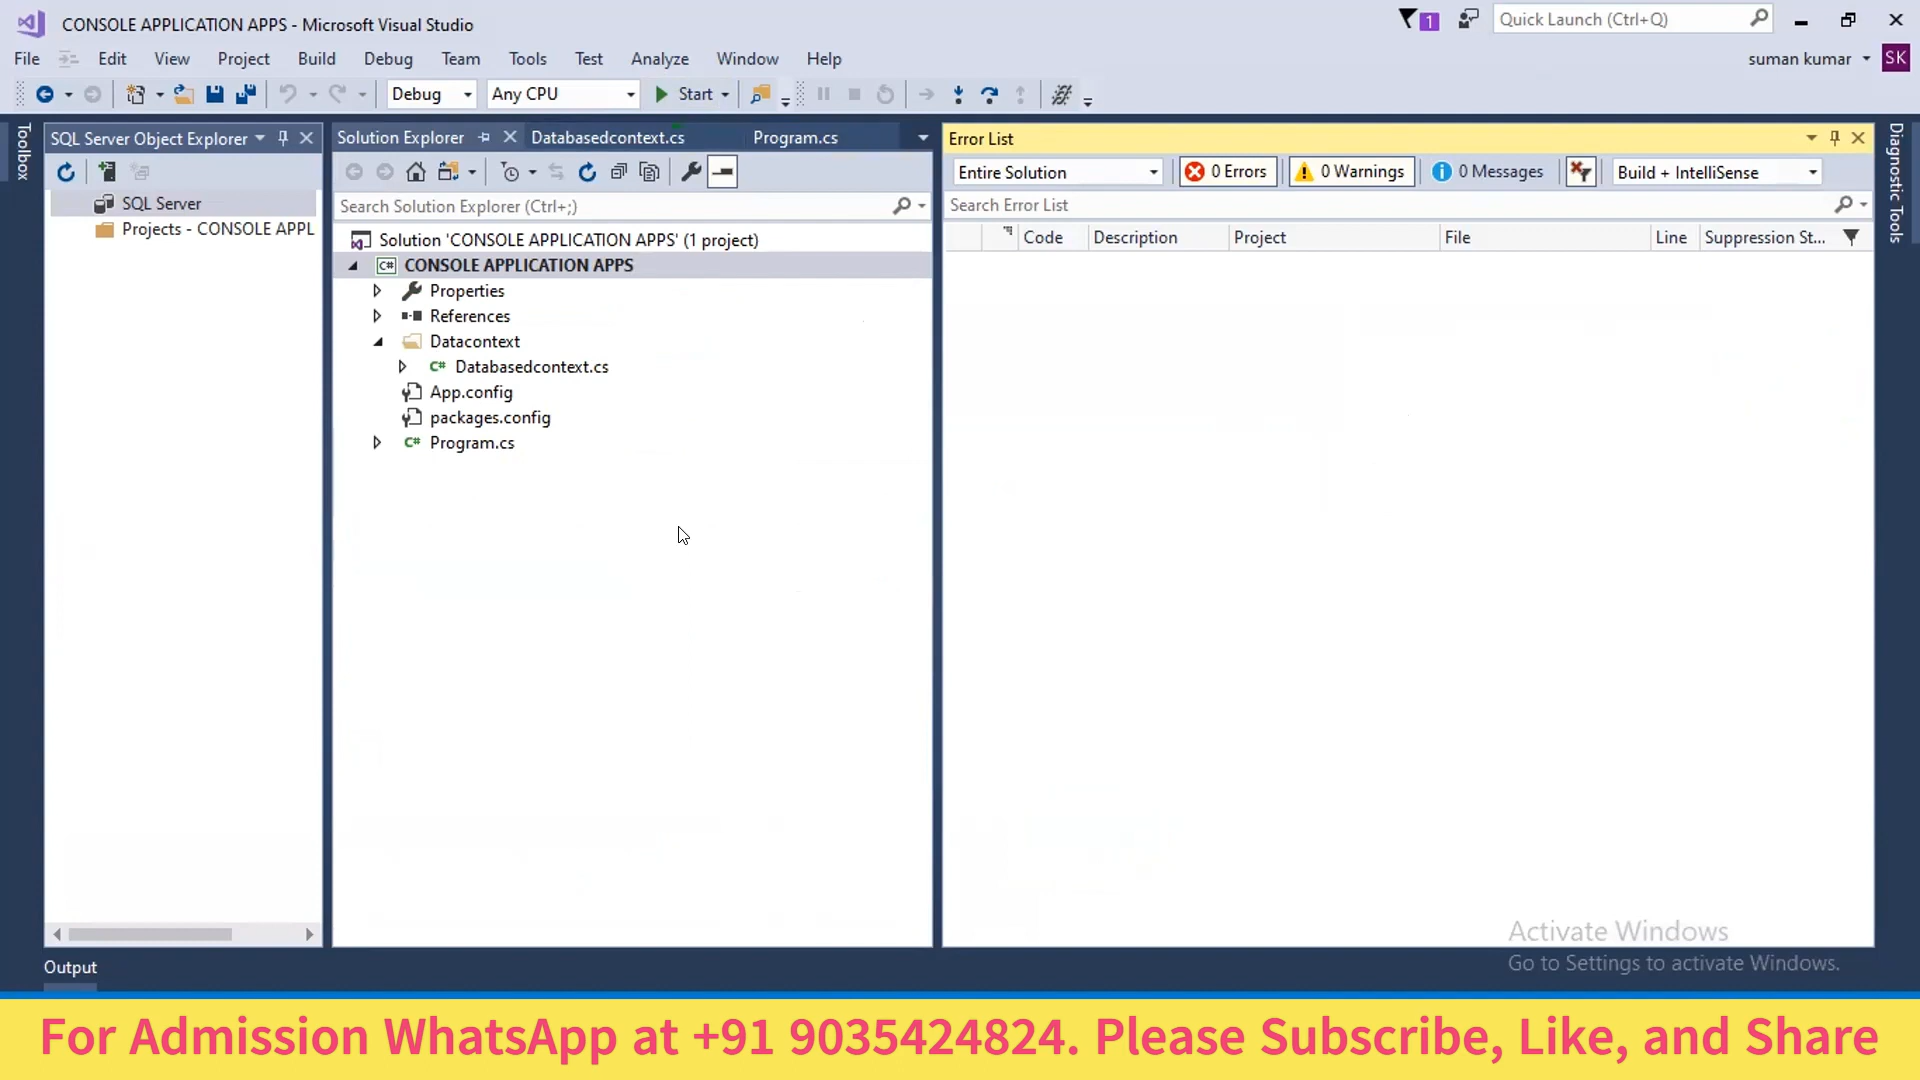 CONSOLE APPLICATION APPS - Microsoft Visual Studio
1
Quick Launch (Ctrl+Q)
File Edit View Project Build Debug Team Tools Test Analyze Window Help
suman kumar SK
Debug Any CPU Start
Toolbox
SQL Server Object Explorer
SQL Server
Projects - CONSOLE APPL
Solution Explorer Databasedcontext.cs Program.cs
Search Solution Explorer (Ctrl+;)
Solution 'CONSOLE APPLICATION APPS' (1 project)
C# CONSOLE APPLICATION APPS
Properties
References
Datacontext
C# Databasedcontext.cs
App.config
packages.config
C# Program.cs
Error List
Entire Solution 0 Errors 0 Warnings 0 Messages Build + IntelliSense
Search Error List
Code Description Project File Line Suppression St...
Diagnostic Tools
Activate Windows
Go to Settings to activate Windows.
Output
For Admission WhatsApp at +91 9035424824. Please Subscribe, Like, and Share